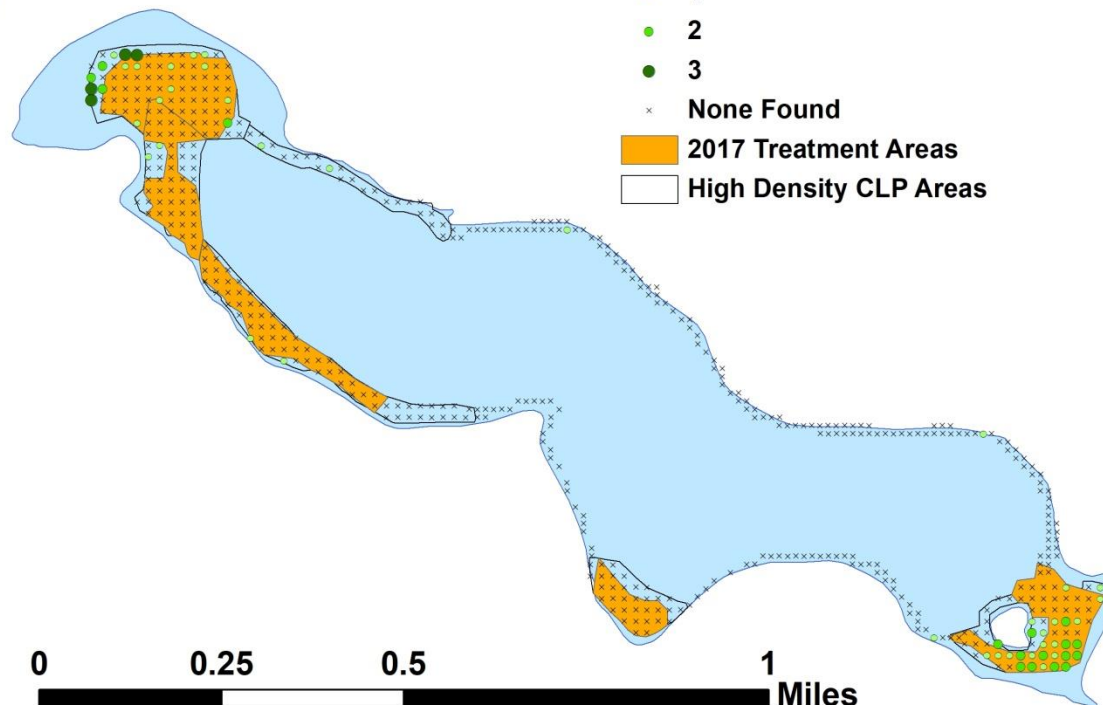 2
3
None Found
2017 Treatment Areas
High Density CLP Areas
0 0.25 0.5 1
Miles